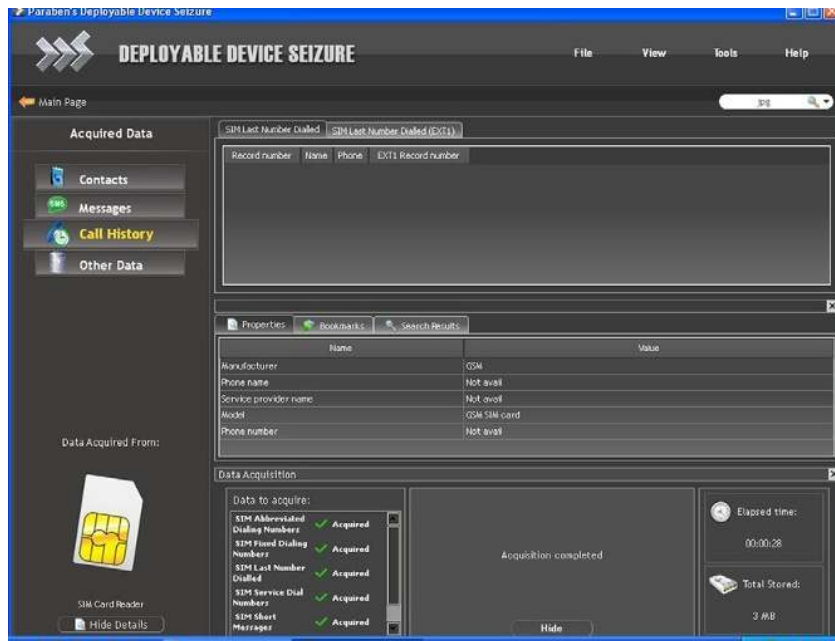 Paraben's Deployable Device Seizure
DEPLOYABLE DEVICE SEIZURE
File View Tools Help
Main Page
jpg
Acquired Data
Contacts
Messages
Call History
Other Data
SIM Last Number Dialled SIM Last Number Dialled (EXT1)
Record number Name Phone EXT1 Record number
Properties Bookmarks Search Results
Name Value
Manufacturer GSM
Phone name Not avail
Service provider name Not avail
Model GSM SIM card
Phone number Not avail
Data Acquired From:
SIM Card Reader
Hide Details
Data Acquisition
Data to acquire:
SIM Abbreviated
Dialing Numbers Acquired
SIM Fixed Dialing
Numbers Acquired
SIM Last Number
Dialled Acquired
SIM Service Dial
Numbers Acquired
SIM Short
Messages Acquired
Acquisition completed
Hide
Elapsed time:
00:00:28
Total Stored:
3 MB